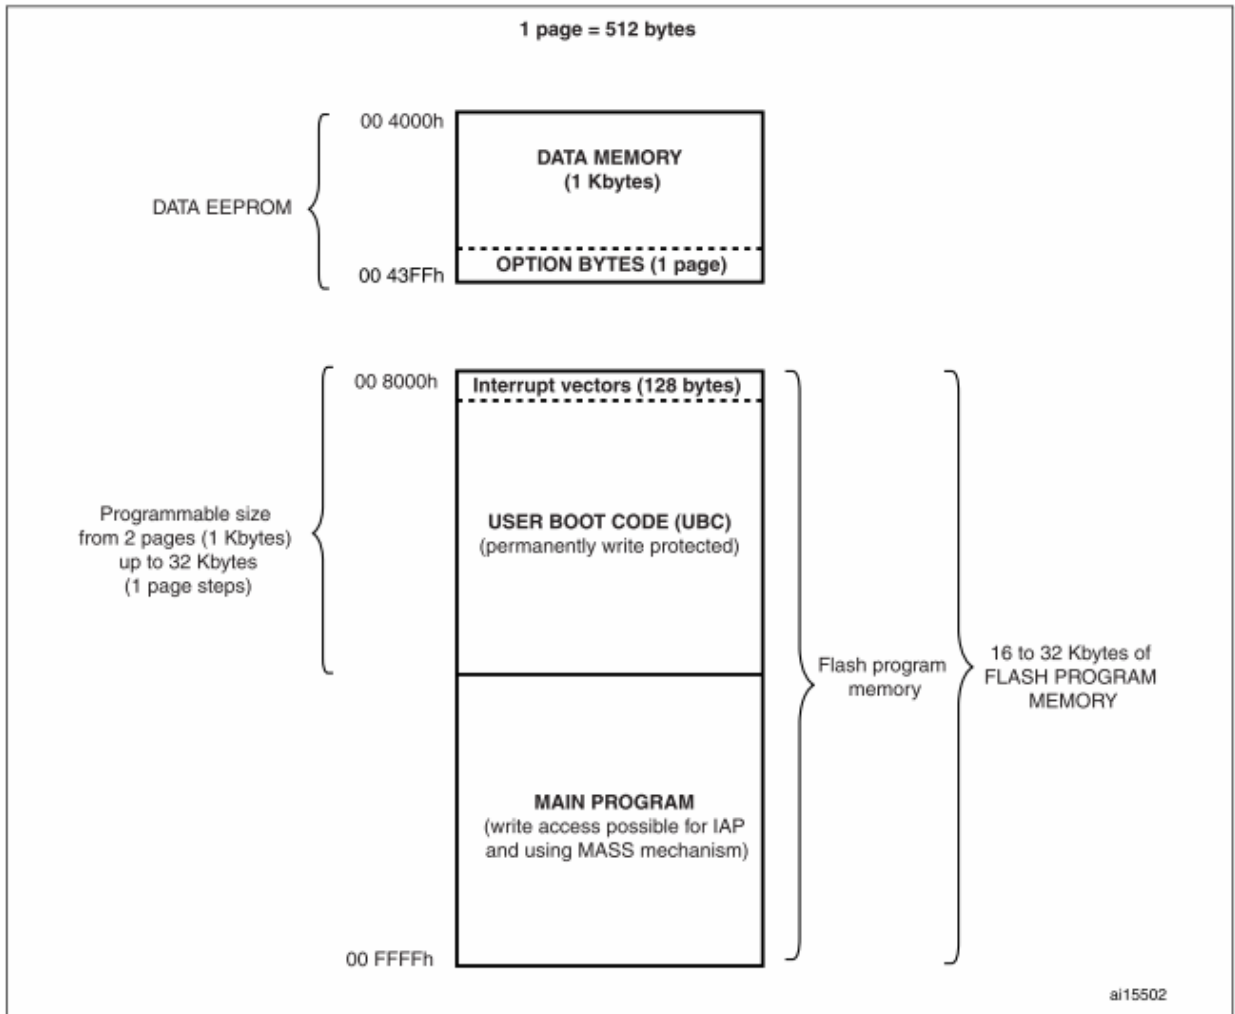 1 page = 512 bytes
00 4000h
DATA MEMORY
(1 Kbytes)
DATA EEPROM
OPTION BYTES (1 page)
00 43FFh
00 8000h
Interrupt vectors (128 bytes)
Programmable size
from 2 pages (1 Kbytes)
up to 32 Kbytes
(1 page steps)
USER BOOT CODE (UBC)
(permanently write protected)
Flash program
memory
16 to 32 Kbytes of
FLASH PROGRAM
MEMORY
MAIN PROGRAM
(write access possible for IAP
and using MASS mechanism)
00 FFFFh
ai15502